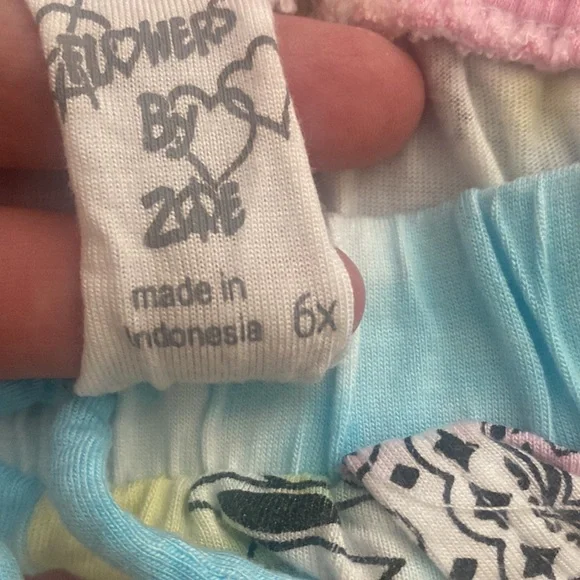 FLOWERS
By
ZOE
made in
Indonesia 6x